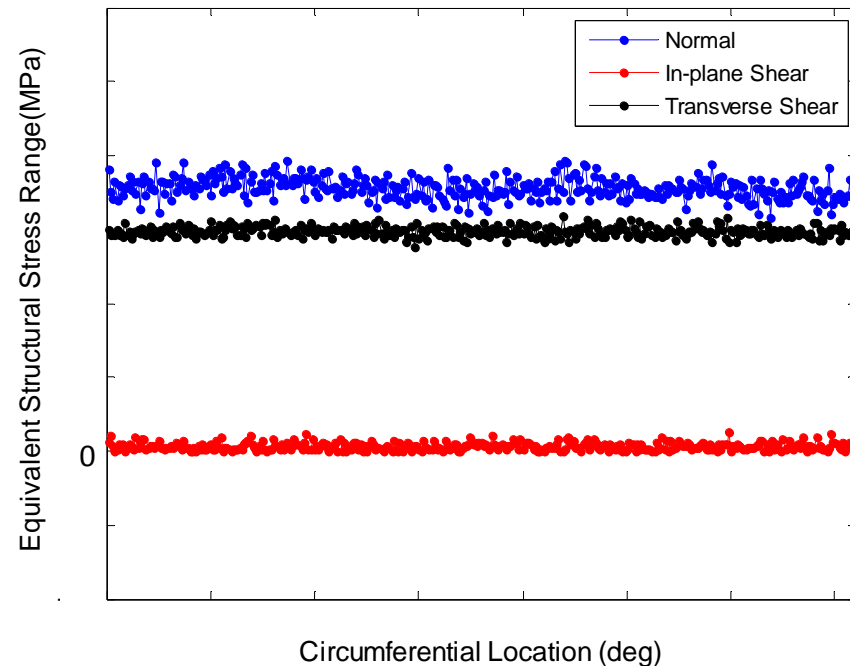 Equivalent Structural Stress Range(MPa)
Normal
In-plane Shear
Transverse Shear
0
Circumferential Location (deg)